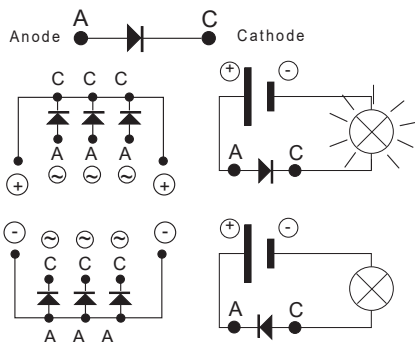 Anode A C Cathode
C C C
A A A
+ ~ ~ ~ +
- ~ ~ ~ -
C C C
A A A
+ -
A C
+ -
A C